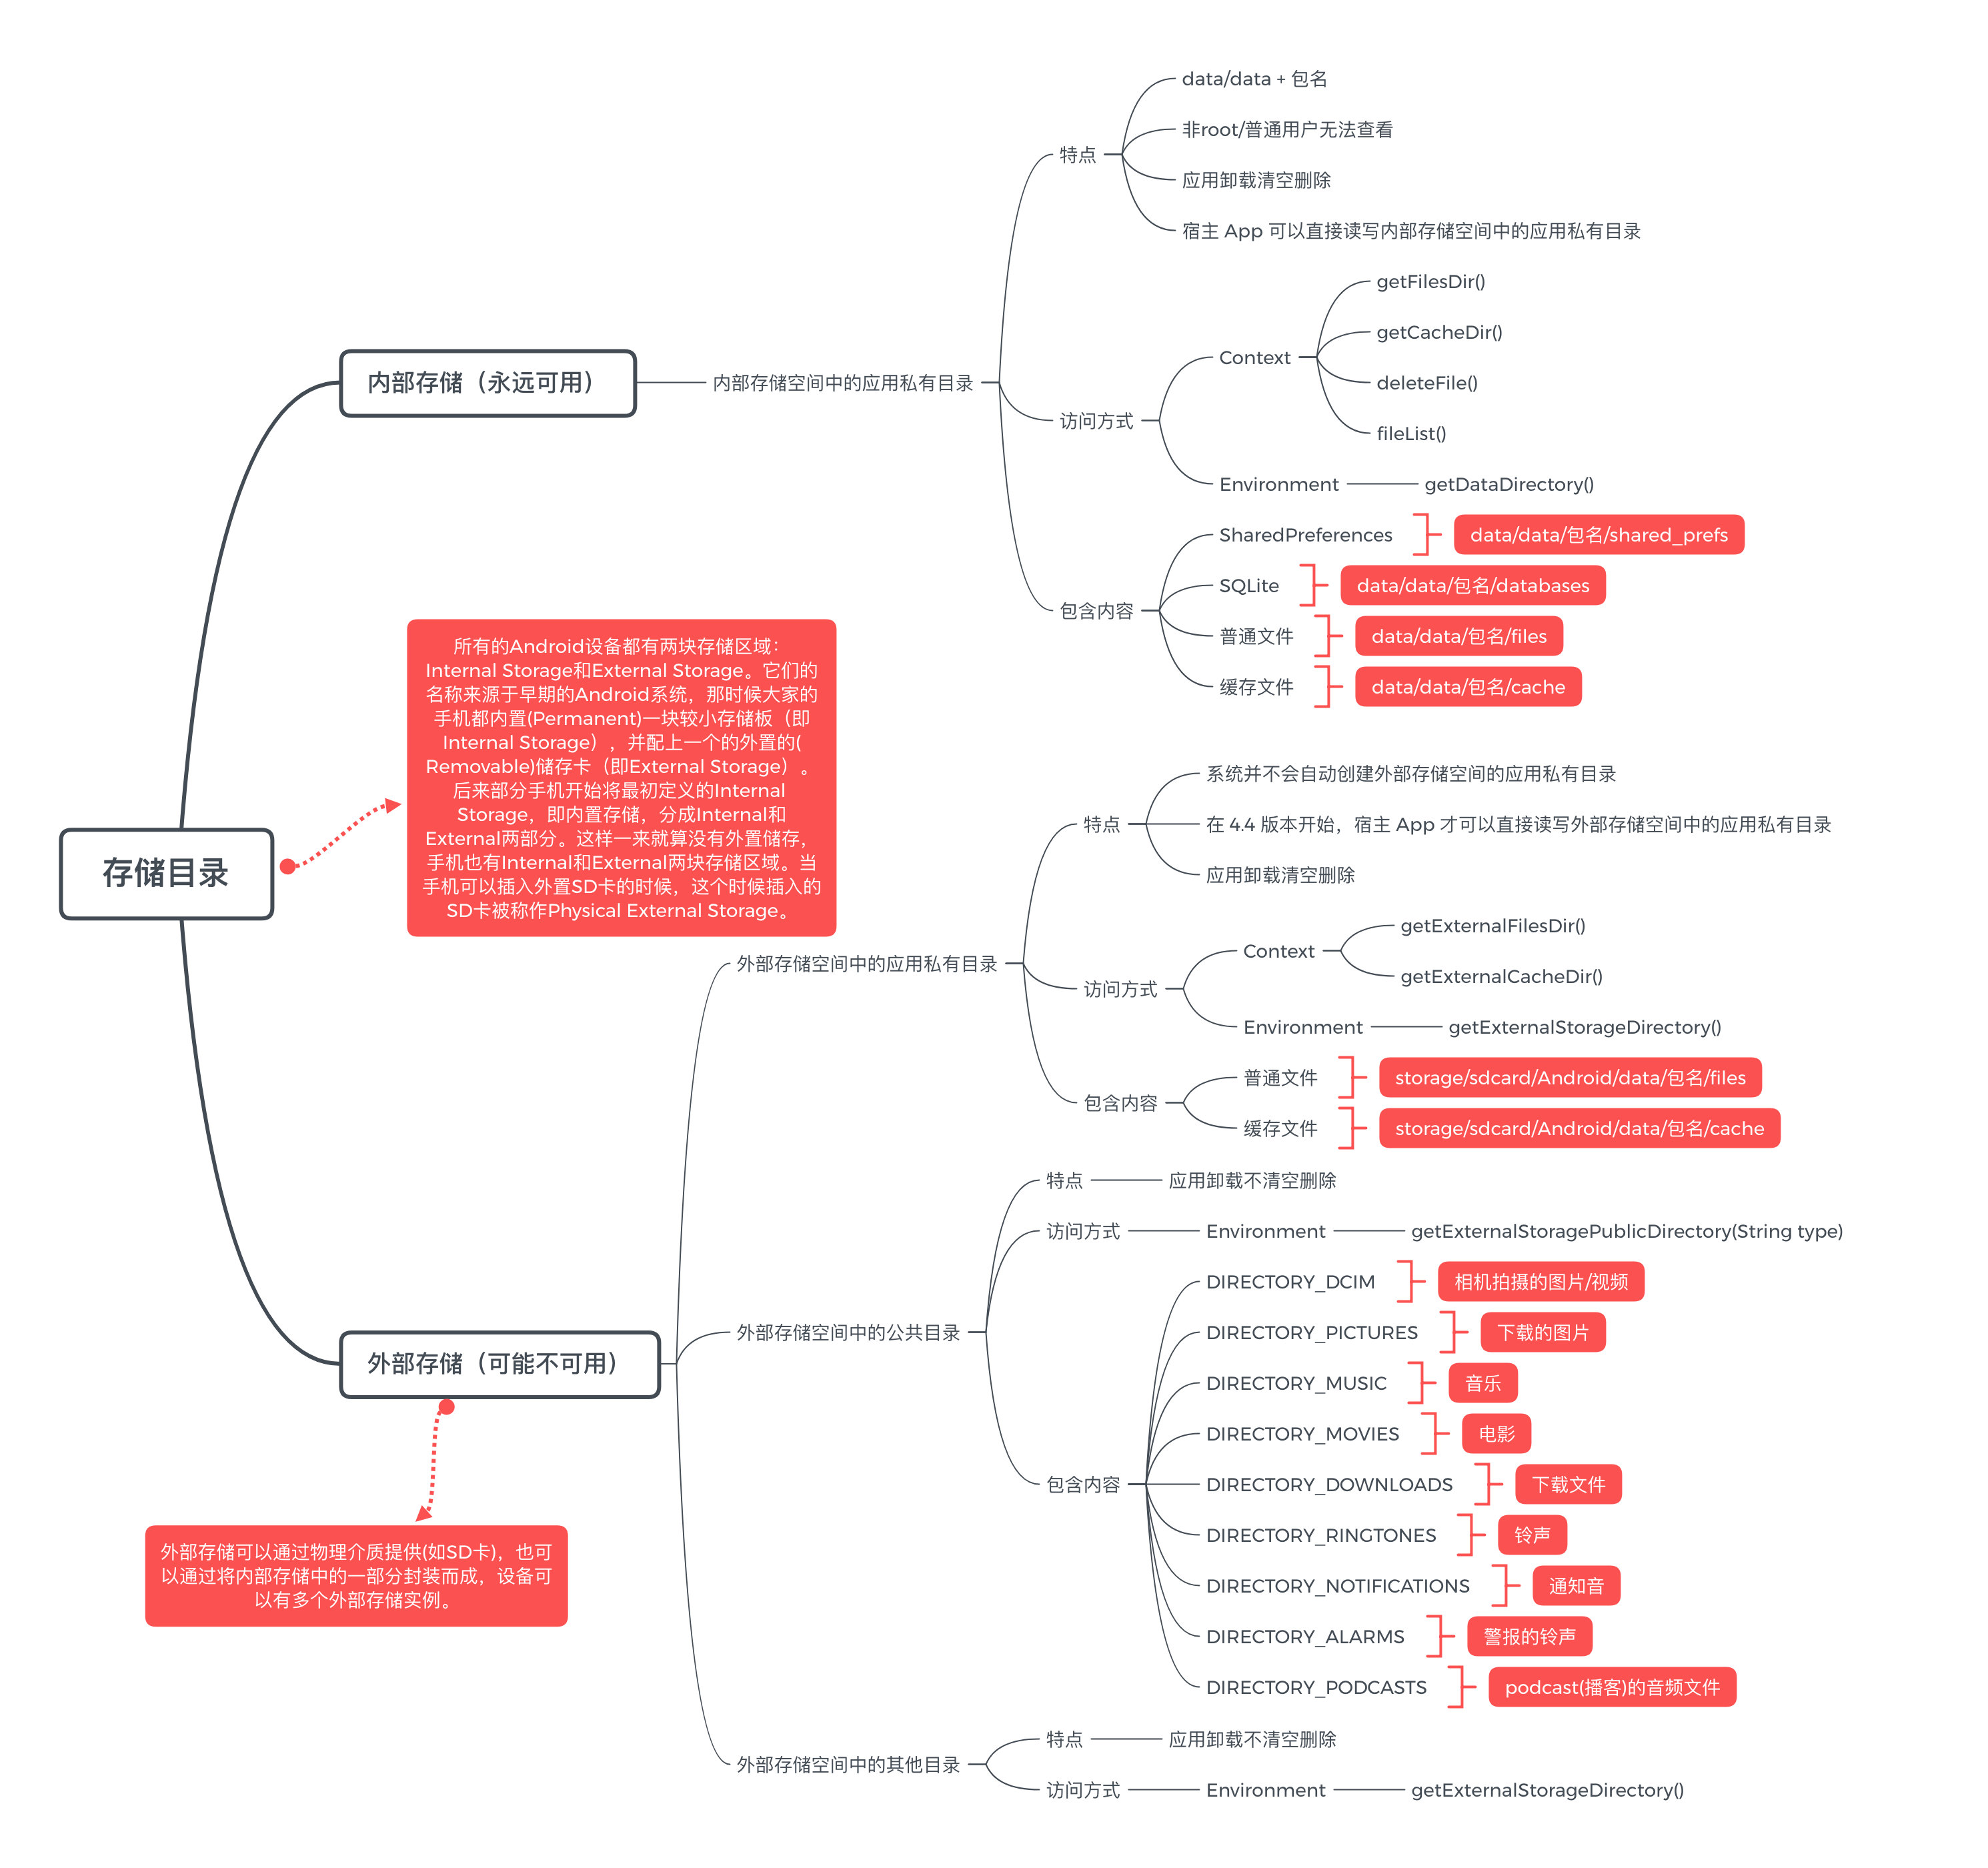 存储目录
所有的Android设备都有两块存储区域：
Internal Storage和External Storage。它们的
名称来源于早期的Android系统，那时候大家的
手机都内置(Permanent)一块较小存储板（即
Internal Storage），并配上一个的外置的(
Removable)储存卡（即External Storage）。
后来部分手机开始将最初定义的Internal
Storage，即内置存储，分成Internal和
External两部分。这样一来就算没有外置储存，
手机也有Internal和External两块存储区域。当
手机可以插入外置SD卡的时候，这个时候插入的
SD卡被称作Physical External Storage。
内部存储（永远可用）
内部存储空间中的应用私有目录
特点
data/data + 包名
非root/普通用户无法查看
应用卸载清空删除
宿主 App 可以直接读写内部存储空间中的应用私有目录
访问方式
Context
getFilesDir()
getCacheDir()
deleteFile()
fileList()
Environment
getDataDirectory()
包含内容
SharedPreferences
data/data/包名/shared_prefs
SQLite
data/data/包名/databases
普通文件
data/data/包名/files
缓存文件
data/data/包名/cache
外部存储（可能不可用）
外部存储可以通过物理介质提供(如SD卡)，也可
以通过将内部存储中的一部分封装而成，设备可
以有多个外部存储实例。
外部存储空间中的应用私有目录
特点
系统并不会自动创建外部存储空间的应用私有目录
在 4.4 版本开始，宿主 App 才可以直接读写外部存储空间中的应用私有目录
应用卸载清空删除
访问方式
Context
getExternalFilesDir()
getExternalCacheDir()
Environment
getExternalStorageDirectory()
包含内容
普通文件
storage/sdcard/Android/data/包名/files
缓存文件
storage/sdcard/Android/data/包名/cache
外部存储空间中的公共目录
特点
应用卸载不清空删除
访问方式
Environment
getExternalStoragePublicDirectory(String type)
包含内容
DIRECTORY_DCIM
相机拍摄的图片/视频
DIRECTORY_PICTURES
下载的图片
DIRECTORY_MUSIC
音乐
DIRECTORY_MOVIES
电影
DIRECTORY_DOWNLOADS
下载文件
DIRECTORY_RINGTONES
铃声
DIRECTORY_NOTIFICATIONS
通知音
DIRECTORY_ALARMS
警报的铃声
DIRECTORY_PODCASTS
podcast(播客)的音频文件
外部存储空间中的其他目录
特点
应用卸载不清空删除
访问方式
Environment
getExternalStorageDirectory()